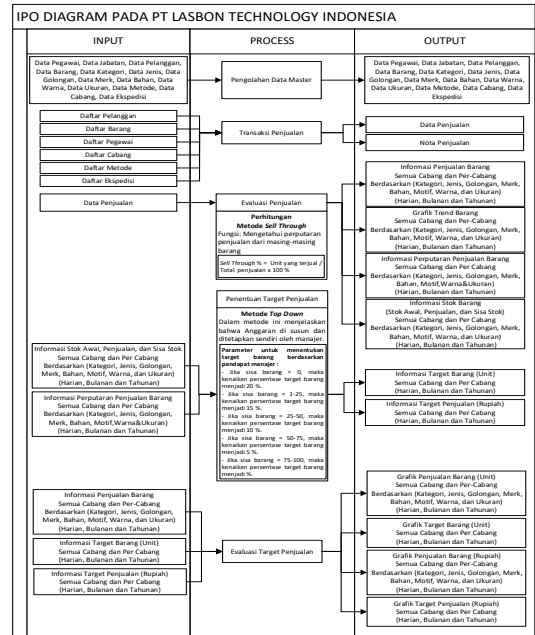 IPO DIAGRAM PADA PT LASBON TECHNOLOGY INDONESIA
INPUT
PROCESS
OUTPUT
Data Pegawai, Data Jabatan, Data Pelanggan,
Data Barang, Data Kategori, Data Jenis, Data
Golongan, Data Merk, Data Bahan, Data
Warna, Data Ukuran, Data Metode, Data
Cabang, Data Ekspedisi
Pengolahan Data Master
Data Pegawai, Data Jabatan, Data Pelanggan,
Data Barang, Data Kategori, Data Jenis, Data
Golongan, Data Merk, Data Bahan, Data Warna,
Data Ukuran, Data Metode, Data Cabang, Data
Ekspedisi
Daftar Pelanggan
Daftar Barang
Daftar Pegawai
Daftar Cabang
Daftar Metode
Daftar Ekspedisi
Transaksi Penjualan
Data Penjualan
Nota Penjualan
Data Penjualan
Evaluasi Penjualan
Perhitungan
Metode Sell Through
Fungsi: Mengetahui perputaran
penjualan dari masing-masing
barang
Sell Through % = Unit yang terjual /
Total penjualan x 100 %
Informasi Penjualan Barang
Semua Cabang dan Per-Cabang
Berdasarkan (Kategori, Jenis, Golongan, Merk,
Bahan, Motif, Warna, dan Ukuran)
(Harian, Bulanan dan Tahunan)
Grafik Trend Barang
Semua Cabang dan Per-Cabang
Berdasarkan (Kategori, Jenis, Golongan, Merk,
Bahan, Motif, Warna, dan Ukuran)
(Harian, Bulanan dan Tahunan)
Informasi Perputaran Penjualan Barang
Semua Cabang dan Per Cabang
Berdasarkan (Kategori, Jenis, Golongan, Merk,
Bahan, Motif,Warna&Ukuran)
(Harian, Bulanan dan Tahunan)
Informasi Stok Barang
(Stok Awal, Penjualan, dan Sisa Stok)
Semua Cabang dan Per Cabang
Berdasarkan (Kategori, Jenis, Golongan, Merk,
Bahan, Motif, Warna, dan Ukuran)
(Harian, Bulanan dan Tahunan)
Informasi Stok Awal, Penjualan, dan Sisa Stok
Semua Cabang dan Per Cabang
Berdasarkan (Kategori, Jenis, Golongan,
Merk, Bahan, Motif, Warna, dan Ukuran)
(Harian, Bulanan dan Tahunan)
Informasi Perputaran Penjualan Barang
Semua Cabang dan Per Cabang
Berdasarkan (Kategori, Jenis, Golongan,
Merk, Bahan, Motif,Warna&Ukuran)
(Harian, Bulanan dan Tahunan)
Penentuan Target Penjualan
Metode Top Down
Dalam metode ini menjelaskan
bahwa Anggaran di susun dan
ditetapkan sendiri oleh manajer.
Parameter untuk menentukan
target barang berdasarkan
pendapat manajer :
- Jika sisa barang = 0, maka
kenaikan persentase target barang
menjadi 20 %.
- Jika sisa barang = 1-25, maka
kenaikan persentase target barang
menjadi 15 %.
- Jika sisa barang = 25-50, maka
kenaikan persentase target barang
menjadi 10 %.
- Jika sisa barang = 50-75, maka
kenaikan persentase target barang
menjadi 5 %.
- Jika sisa barang = 75-100, maka
kenaikan persentase target barang
menjadi %.
Informasi Target Barang (Unit)
Semua Cabang dan Per Cabang
(Harian, Bulanan dan Tahunan)
Informasi Target Penjualan (Rupiah)
Semua Cabang dan Per Cabang
(Harian, Bulanan dan Tahunan)
Informasi Penjualan Barang
Semua Cabang dan Per-Cabang
Berdasarkan (Kategori, Jenis, Golongan,
Merk, Bahan, Motif, Warna, dan Ukuran)
(Harian, Bulanan dan Tahunan)
Informasi Target Barang (Unit)
Semua Cabang dan Per Cabang
(Harian, Bulanan dan Tahunan)
Informasi Target Penjualan (Rupiah)
Semua Cabang dan Per Cabang
(Harian, Bulanan dan Tahunan)
Evaluasi Target Penjualan
Grafik Penjualan Barang (Unit)
Semua Cabang dan Per-Cabang
Berdasarkan (Kategori, Jenis, Golongan, Merk,
Bahan, Motif, Warna, dan Ukuran)
(Harian, Bulanan dan Tahunan)
Grafik Target Barang (Unit)
Semua Cabang dan Per Cabang
(Harian, Bulanan dan Tahunan)
Grafik Penjualan Barang (Rupiah)
Semua Cabang dan Per-Cabang
Berdasarkan (Kategori, Jenis, Golongan, Merk,
Bahan, Motif, Warna, dan Ukuran)
(Harian, Bulanan dan Tahunan)
Grafik Target Penjualan (Rupiah)
Semua Cabang dan Per Cabang
(Harian, Bulanan dan Tahunan)